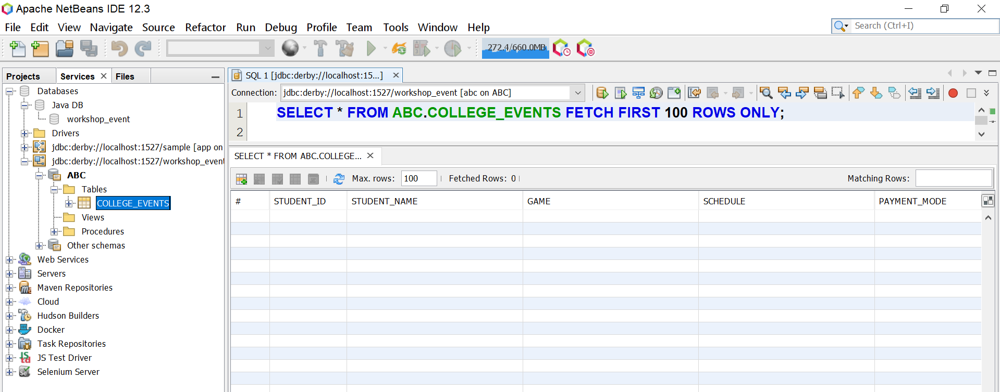 Apache NetBeans IDE 12.3
File Edit View Navigate Source Refactor Run Debug Profile Team Tools Window Help
Search (Ctrl+I)
272.4/660.0MB
Projects Services Files
Databases
Java DB
workshop_event
Drivers
jdbc:derby://localhost:1527/sample [app on
jdbc:derby://localhost:1527/workshop_event
ABC
Tables
COLLEGE_EVENTS
Views
Procedures
Other schemas
Web Services
Servers
Maven Repositories
Cloud
Hudson Builders
Docker
Task Repositories
JS Test Driver
Selenium Server
SQL 1 [jdbc:derby://localhost:15...]
Connection: jdbc:derby://localhost:1527/workshop_event [abc on ABC]
1 SELECT * FROM ABC.COLLEGE_EVENTS FETCH FIRST 100 ROWS ONLY;
2
SELECT * FROM ABC.COLLEGE...
Max. rows: 100 Fetched Rows: 0 Matching Rows:
# STUDENT_ID STUDENT_NAME GAME SCHEDULE PAYMENT_MODE